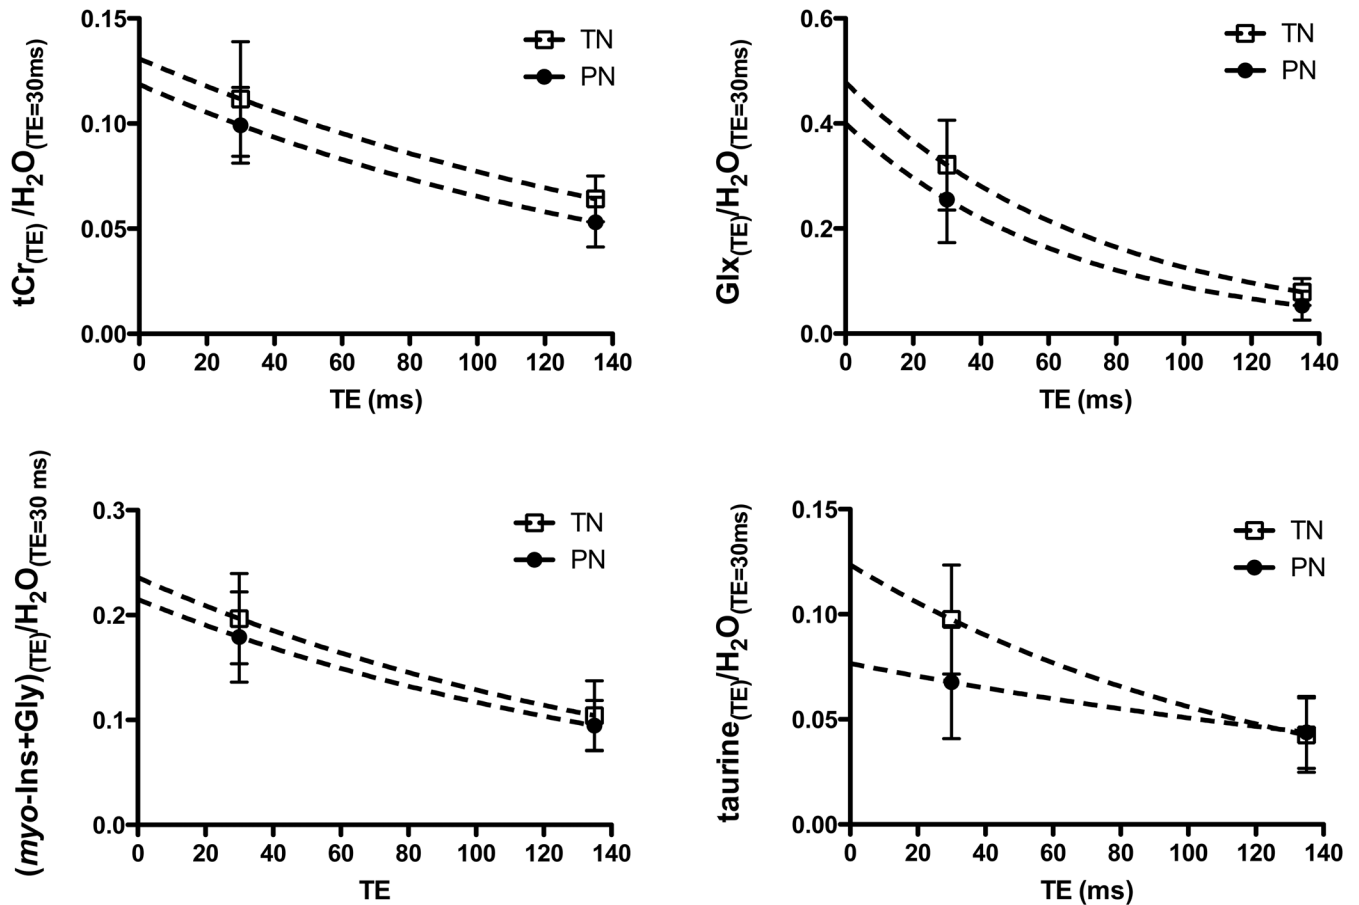 tCr(TE) /H2O(TE=30ms)
0.15
0.10
0.05
0.00
TN
PN
0 20 40 60 80 100 120 140
TE (ms)
Glx(TE)/H2O(TE=30ms)
0.6
0.4
0.2
0.0
TN
PN
0 20 40 60 80 100 120 140
TE (ms)
(myo-Ins+Gly)(TE)/H2O(TE=30 ms)
0.3
0.2
0.1
0.0
TN
PN
0 20 40 60 80 100 120 140
TE
taurine(TE)/H2O(TE=30ms)
0.15
0.10
0.05
0.00
TN
PN
0 20 40 60 80 100 120 140
TE (ms)